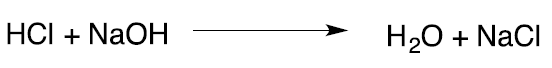 HCl + NaOH ⟶ H₂O + NaCl